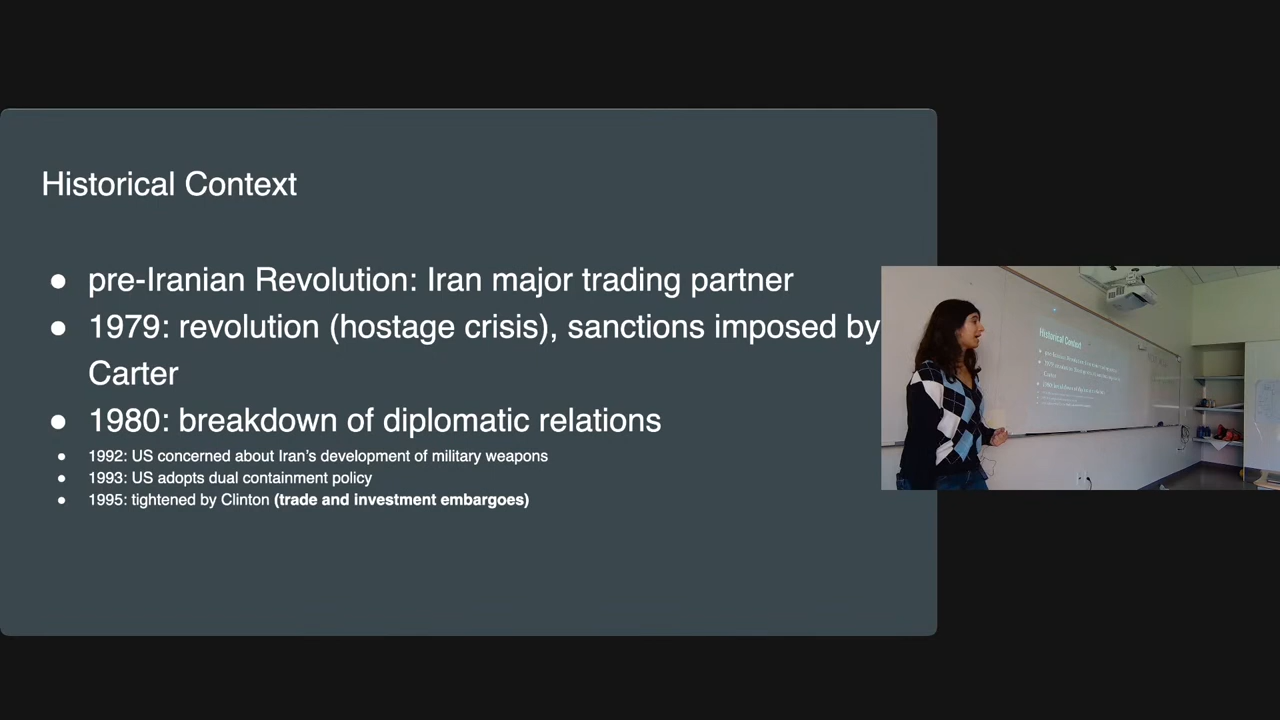 Historical Context
● pre-Iranian Revolution: Iran major trading partner
● 1979: revolution (hostage crisis), sanctions imposed by
Carter
● 1980: breakdown of diplomatic relations
● 1992: US concerned about Iran’s development of military weapons
● 1993: US adopts dual containment policy
● 1995: tightened by Clinton (trade and investment embargoes)
Historical Context